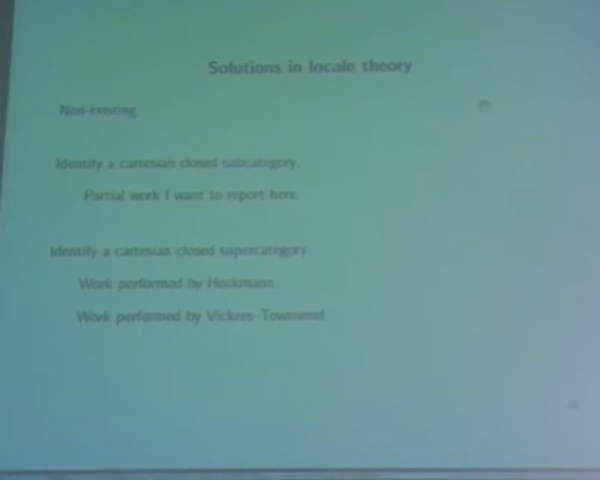 Solutions in locale theory
Non-existing.
Identify a cartesian closed subcategory.
Partial work I want to report here.
Identify a cartesian closed supercategory.
Work performed by Heckmann.
Work performed by Vickers–Townsend.